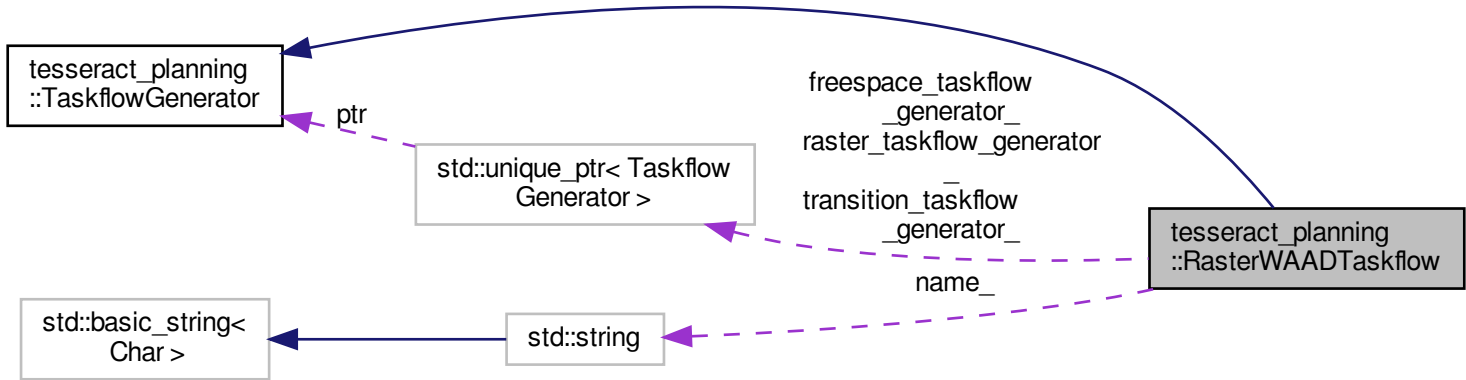 tesseract_planning
::TaskflowGenerator
ptr
std::unique_ptr< Taskflow
Generator >
freespace_taskflow
_generator_
raster_taskflow_generator
_
transition_taskflow
_generator_
tesseract_planning
::RasterWAADTaskflow
name_
std::basic_string<
Char >
std::string